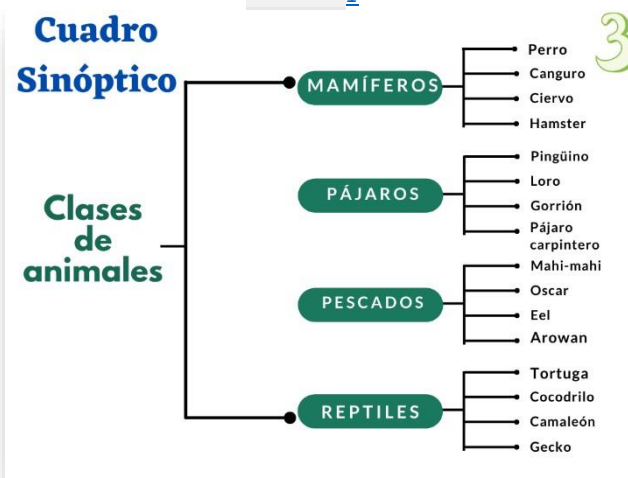 Cuadro
Sinóptico
3
Clases
de
animales
MAMÍFEROS
Perro
Canguro
Ciervo
Hamster
PÁJAROS
Pingüino
Loro
Gorrión
Pájaro
carpintero
PESCADOS
Mahi-mahi
Oscar
Eel
Arowan
REPTILES
Tortuga
Cocodrilo
Camaleón
Gecko